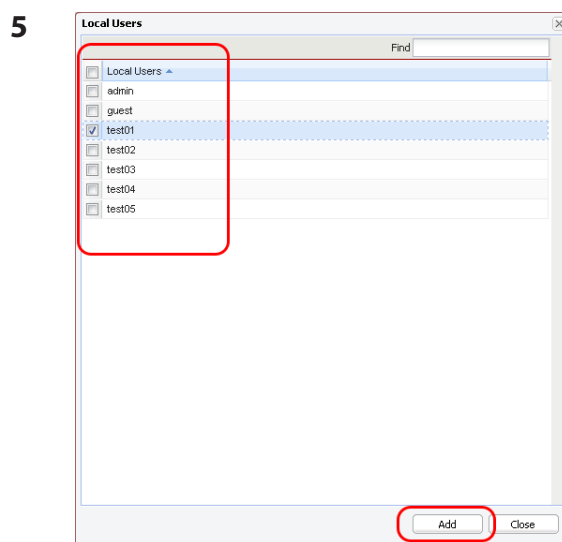 5
Local Users
Find
Local Users
admin
guest
test01
test02
test03
test04
test05
Add Close